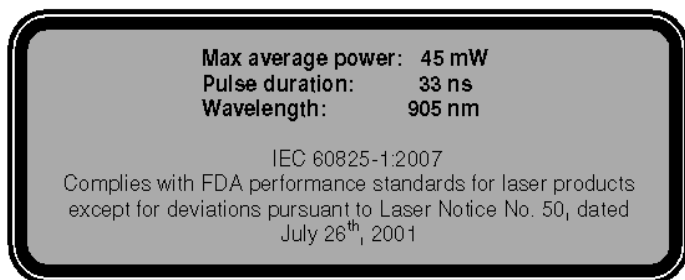 Max average power: 45 mW
Pulse duration: 33 ns
Wavelength: 905 nm
IEC 60825-1:2007
Complies with FDA performance standards for laser products
except for deviations pursuant to Laser Notice No. 50, dated
July 26th, 2001